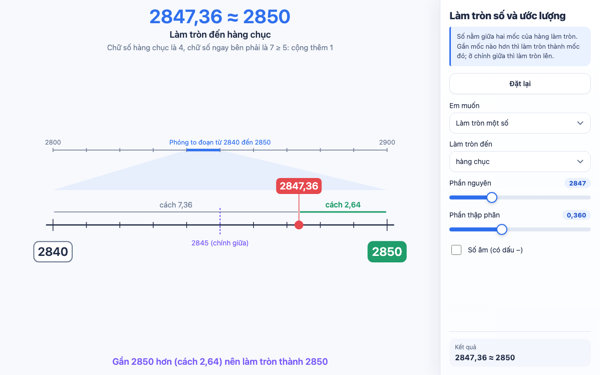 2847,36 ≈ 2850
Làm tròn đến hàng chục
Chữ số hàng chục là 4, chữ số ngay bên phải là 7 ≥ 5: cộng thêm 1
2800
Phóng to đoạn từ 2840 đến 2850
2900
2847,36
cách 7,36
cách 2,64
2845 (chính giữa)
2840
2850
Gần 2850 hơn (cách 2,64) nên làm tròn thành 2850
Làm tròn số và ước lượng
Số nằm giữa hai mốc của hàng làm tròn.
Gần mốc nào hơn thì làm tròn thành mốc
đó; ở chính giữa thì làm tròn lên.
Đặt lại
Em muốn
Làm tròn một số
Làm tròn đến
hàng chục
Phần nguyên
2847
Phần thập phân
0,360
Số âm (có dấu −)
Kết quả
2847,36 ≈ 2850